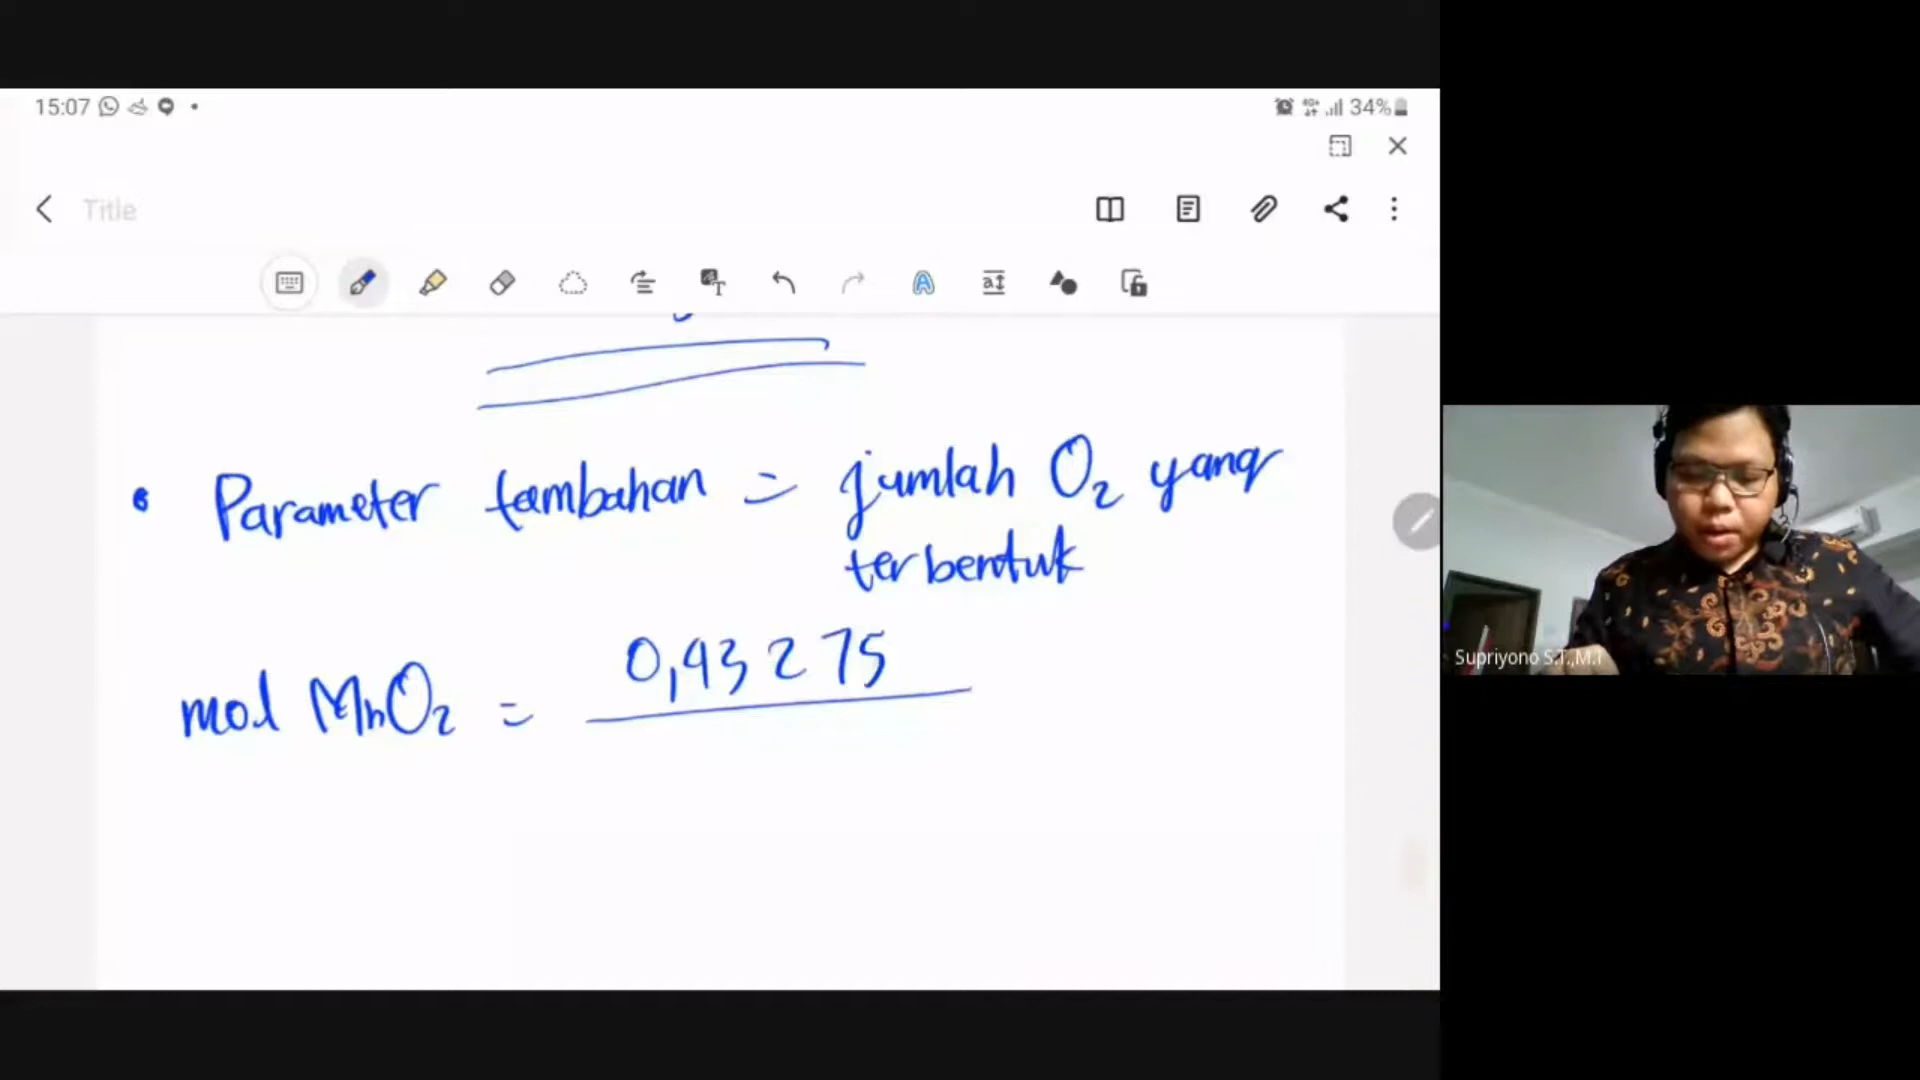 15:07
34%
Title
• Parameter tambahan = jumlah O₂ yang
terbentuk
mol MnO₂ = 0,43275
Supriyono S.T.,M.T